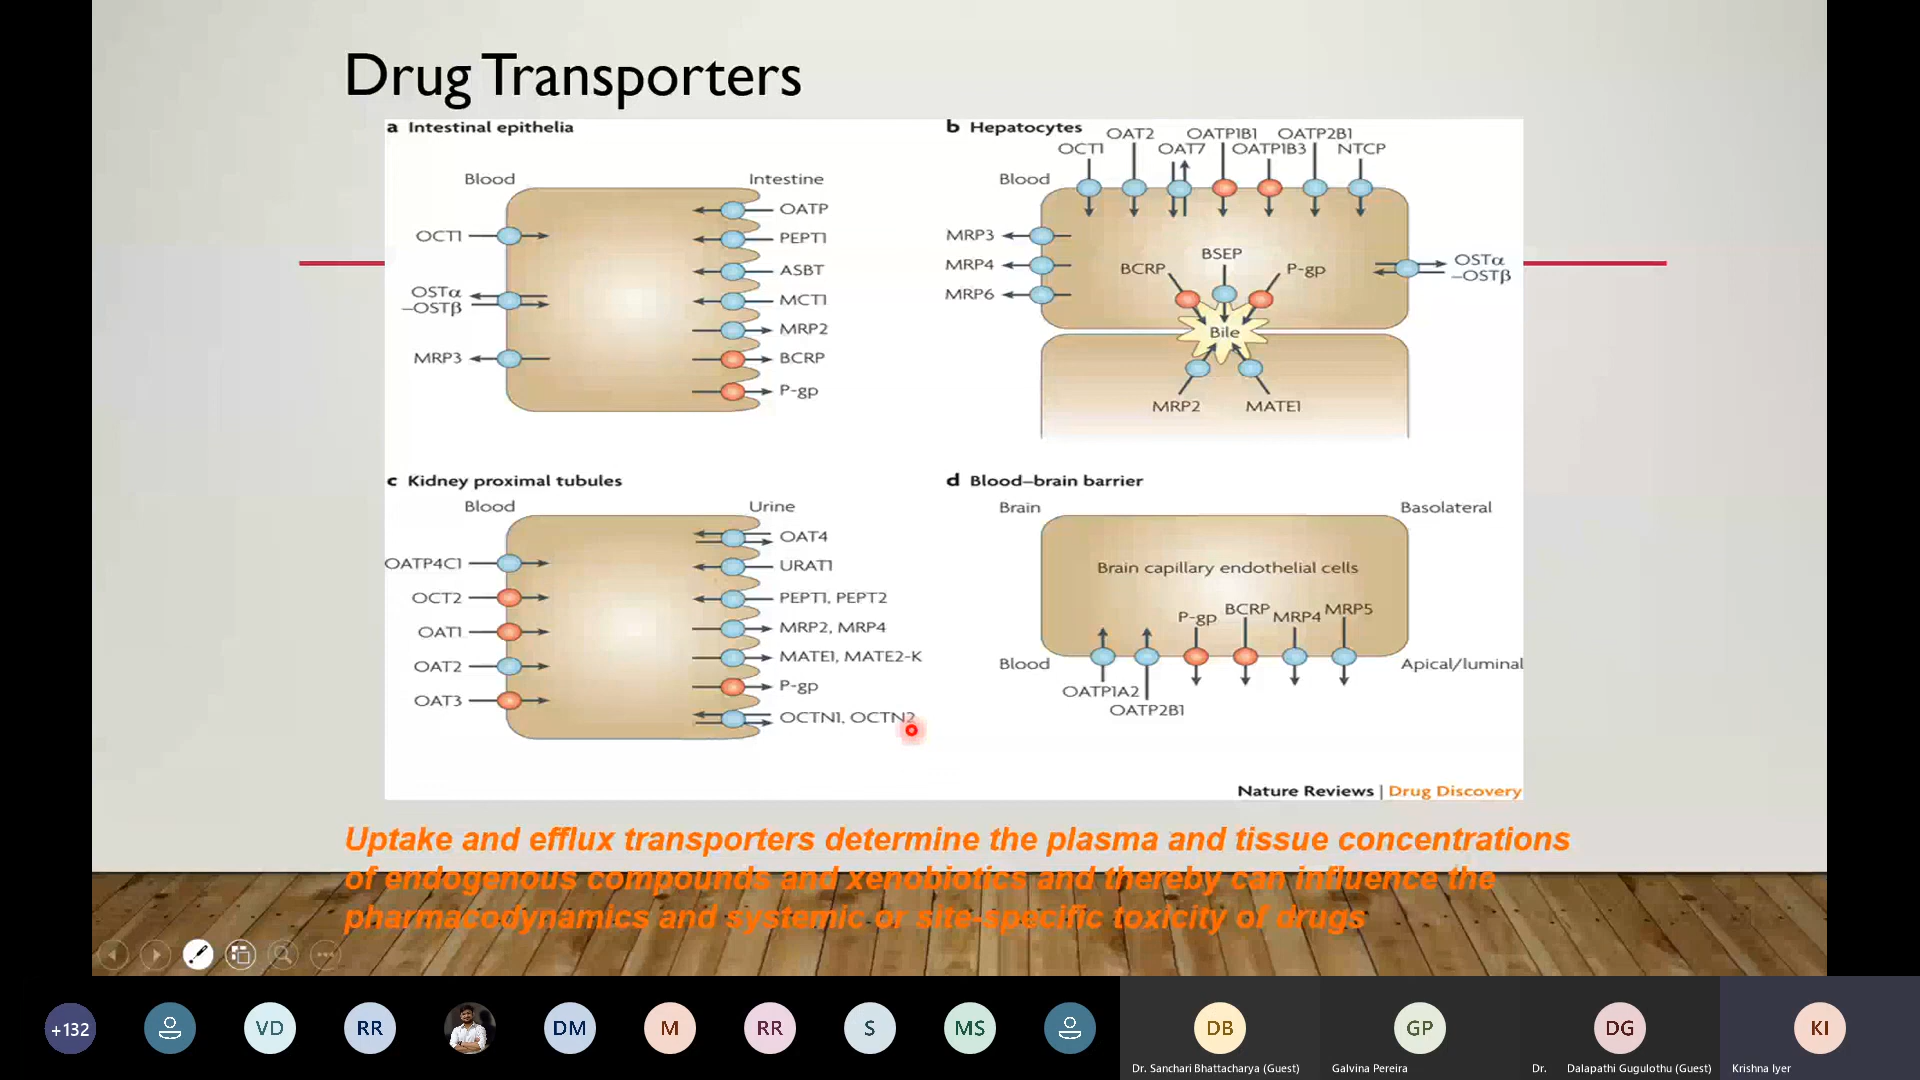 Drug Transporters
a Intestinal epithelia
Blood
Intestine
OCT1
OSTα
–OSTβ
MRP3
OATP
PEPT1
ASBT
MCT1
MRP2
BCRP
P-gp
b Hepatocytes
OAT2
OATP1B1
OATP2B1
OCT1
OAT7
OATP1B3
NTCP
Blood
MRP3
MRP4
MRP6
BCRP
BSEP
P-gp
Bile
OSTα
–OSTβ
MRP2
MATE1
c Kidney proximal tubules
Blood
Urine
OATP4C1
OCT2
OAT1
OAT2
OAT3
OAT4
URAT1
PEPT1, PEPT2
MRP2, MRP4
MATE1, MATE2-K
P-gp
OCTN1, OCTN2
d Blood–brain barrier
Brain
Basolateral
Brain capillary endothelial cells
P-gp
BCRP
MRP4
MRP5
Blood
Apical/luminal
OATP1A2
OATP2B1
Nature Reviews | Drug Discovery
Uptake and efflux transporters determine the plasma and tissue concentrations
of endogenous compounds and xenobiotics and thereby can influence the
pharmacodynamics and systemic or site-specific toxicity of drugs
+132
VD
RR
DM
M
RR
S
MS
DB
GP
DG
KI
Dr. Sanchari Bhattacharya (Guest)
Galvina Pereira
Dr. Dalapathi Gugulothu (Guest)
Krishna Iyer